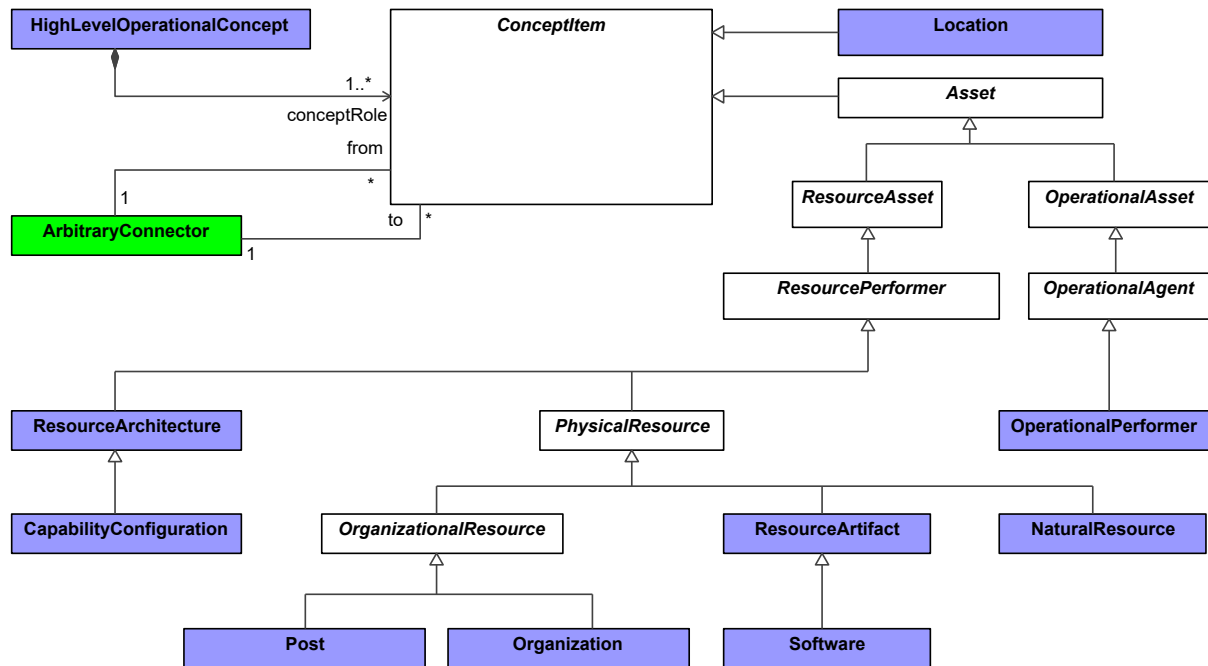 HighLevelOperationalConcept
ConceptItem
Location
1..*
conceptRole
Asset
from
*
1
ResourceAsset
OperationalAsset
to
*
ArbitraryConnector
1
ResourcePerformer
OperationalAgent
ResourceArchitecture
PhysicalResource
OperationalPerformer
CapabilityConfiguration
OrganizationalResource
ResourceArtifact
NaturalResource
Post
Organization
Software